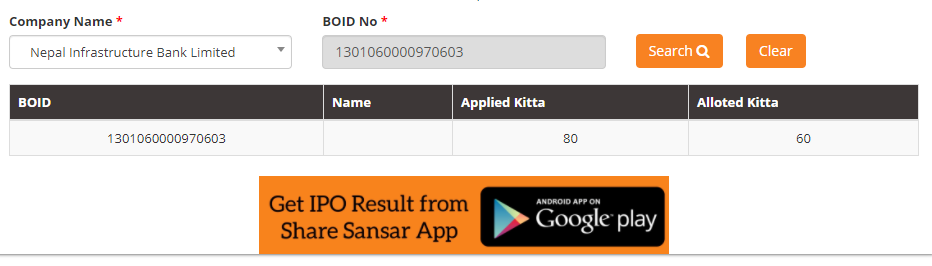 Company Name * BOID No *
Nepal Infrastructure Bank Limited 1301060000970603 Search Clear
BOID Name Applied Kitta Alloted Kitta
1301060000970603 80 60
Get IPO Result from
Share Sansar App
ANDROID APP ON
Google play